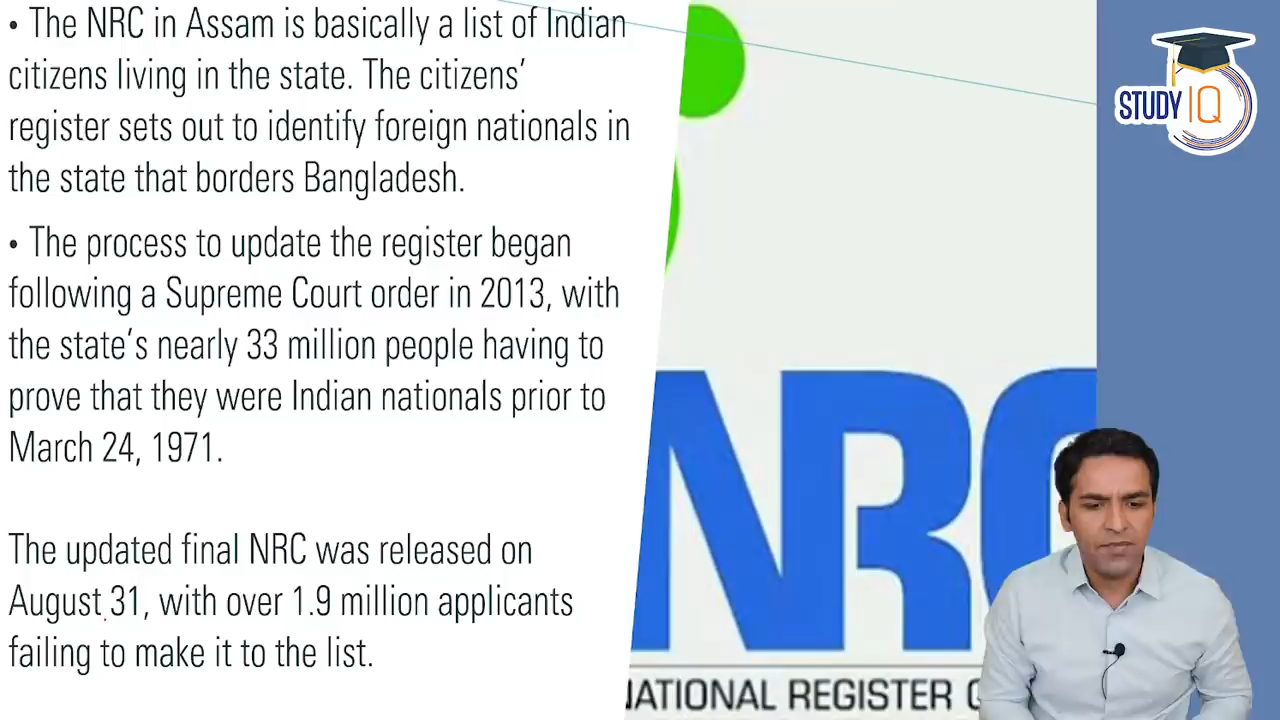 • The NRC in Assam is basically a list of Indian
citizens living in the state. The citizens’
register sets out to identify foreign nationals in
the state that borders Bangladesh.
• The process to update the register began
following a Supreme Court order in 2013, with
the state’s nearly 33 million people having to
prove that they were Indian nationals prior to
March 24, 1971.
The updated final NRC was released on
August 31, with over 1.9 million applicants
failing to make it to the list.
STUDY IQ
NRC
NATIONAL REGISTER